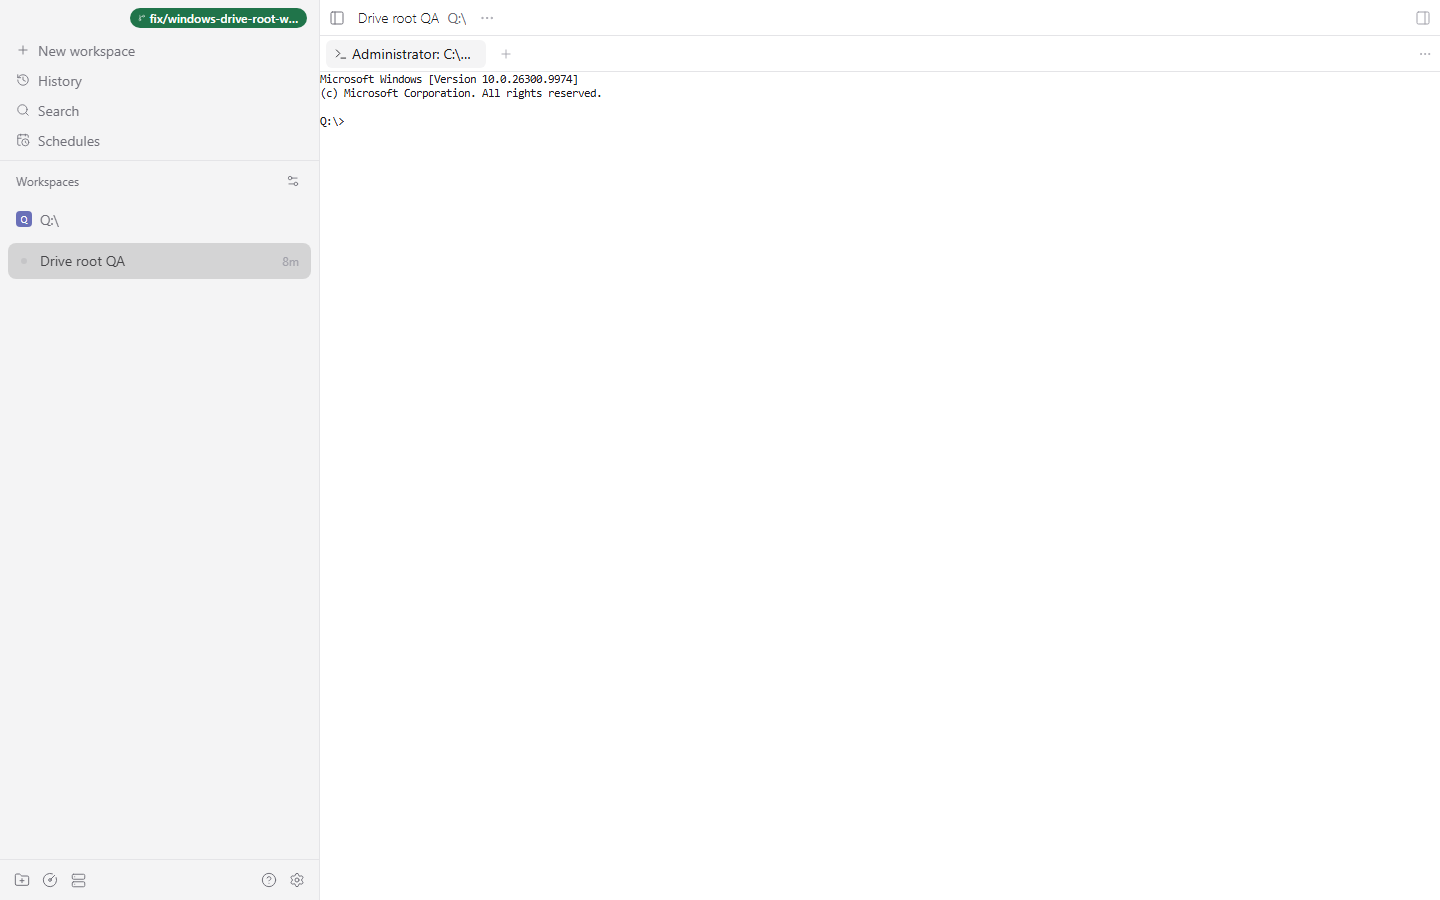 fix/windows-drive-root-w...
New workspace
History
Search
Schedules
Workspaces
Q Q:\
Drive root QA 8m
Drive root QA Q:\
Administrator: C:\...
Microsoft Windows [Version 10.0.26300.9974]
(c) Microsoft Corporation. All rights reserved.
Q:\>